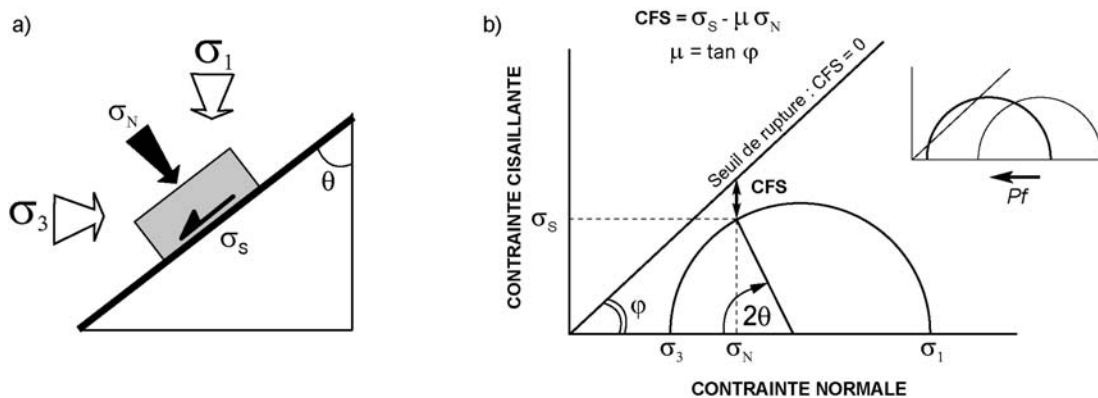 a)
σ1
σN
σ3
σS
θ
b)
CFS = σS - μ σN
μ = tan φ
CONTRAINTE CISAILLANTE
Seuil de rupture : CFS = 0
CFS
σS
φ
2θ
σ3
σN
σ1
CONTRAINTE NORMALE
Pf